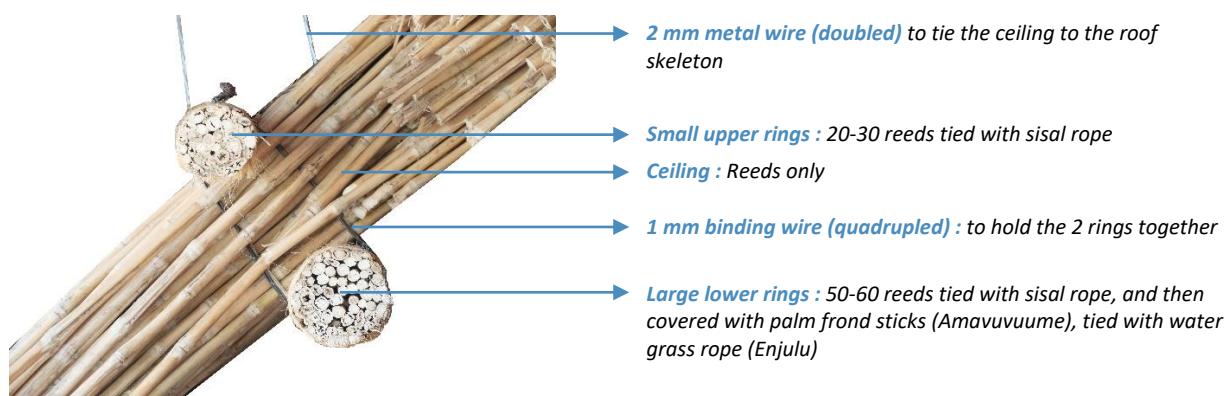 2 mm metal wire (doubled) to tie the ceiling to the roof
skeleton
Small upper rings : 20-30 reeds tied with sisal rope
Ceiling : Reeds only
1 mm binding wire (quadrupled) : to hold the 2 rings together
Large lower rings : 50-60 reeds tied with sisal rope, and then
covered with palm frond sticks (Amavuvuume), tied with water
grass rope (Enjulu)